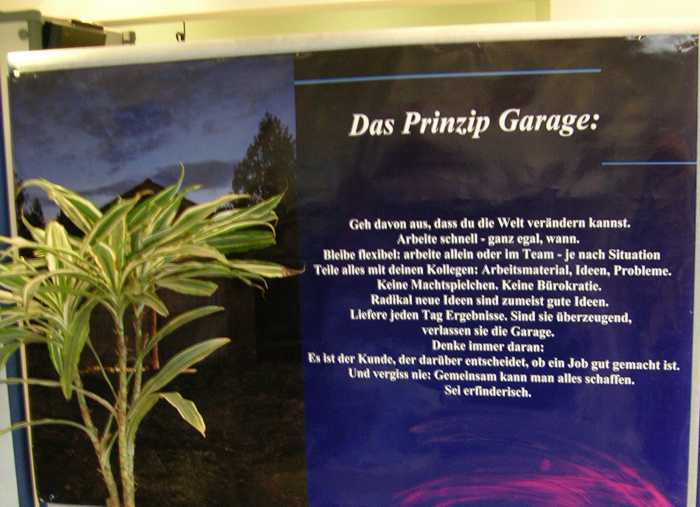 Das Prinzip Garage:
Geh davon aus, dass du die Welt verändern kannst.
Arbeite schnell - ganz egal, wann.
Bleibe flexibel: arbeite allein oder im Team - je nach Situation
Teile alles mit deinen Kollegen: Arbeitsmaterial, Ideen, Probleme.
Keine Machtspielchen. Keine Bürokratie.
Radikal neue Ideen sind zumeist gute Ideen.
Liefere jeden Tag Ergebnisse. Sind sie überzeugend,
verlassen sie die Garage.
Denke immer daran:
Es ist der Kunde, der darüber entscheidet, ob ein Job gut gemacht ist.
Und vergiss nie: Gemeinsam kann man alles schaffen.
Sei erfinderisch.